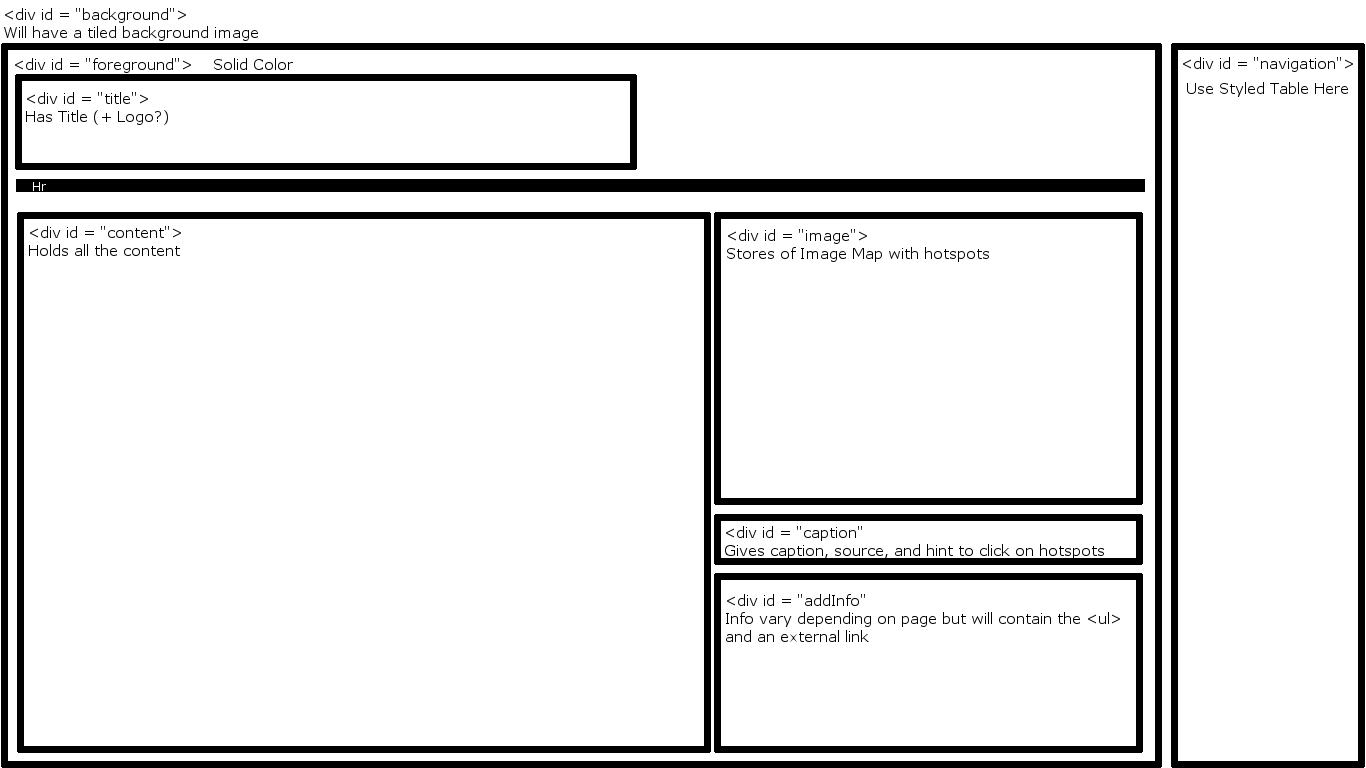 <div id = "background">
Will have a tiled background image
<div id = "foreground"> Solid Color
<div id = "title">
Has Title (+ Logo?)
Hr
<div id = "content">
Holds all the content
<div id = "image">
Stores of Image Map with hotspots
<div id = "caption"
Gives caption, source, and hint to click on hotspots
<div id = "addInfo"
Info vary depending on page but will contain the <ul>
and an external link
<div id = "navigation">
Use Styled Table Here